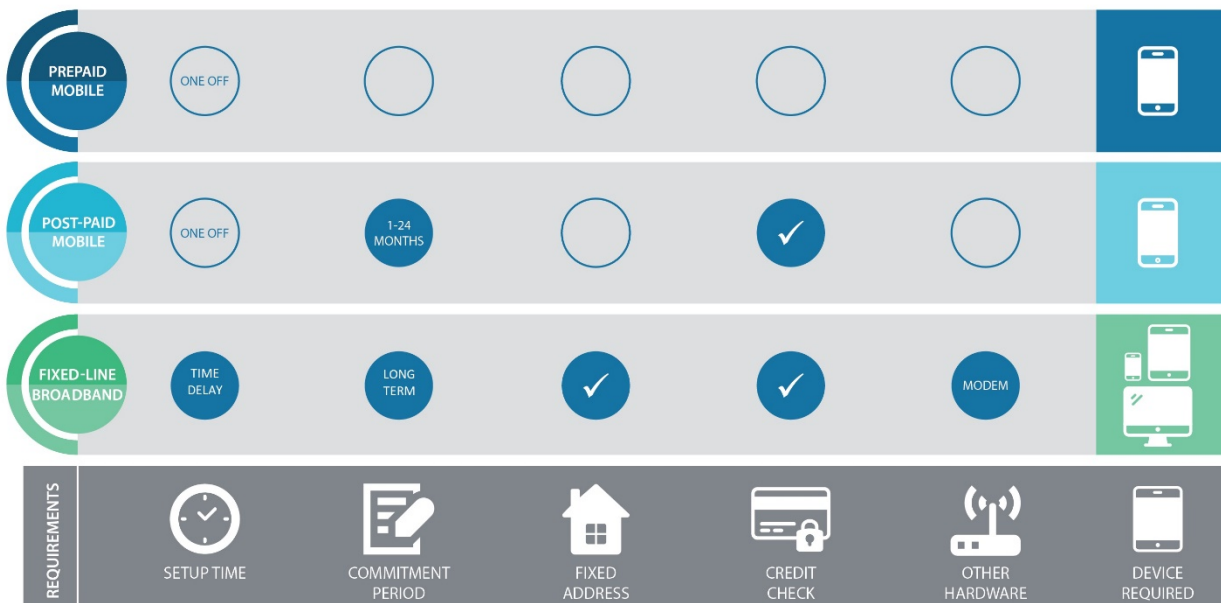 PREPAID
MOBILE
ONE OFF
POST-PAID
MOBILE
ONE OFF
1-24
MONTHS
FIXED-LINE
BROADBAND
TIME
DELAY
LONG
TERM
MODEM
REQUIREMENTS
SETUP TIME
COMMITMENT
PERIOD
FIXED
ADDRESS
CREDIT
CHECK
OTHER
HARDWARE
DEVICE
REQUIRED